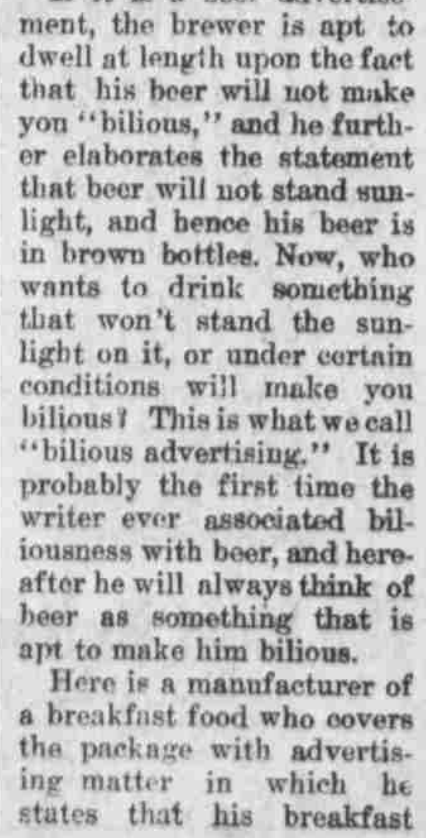 ment, the brewer is apt to
dwell at length upon the fact
that his beer will not make
you "bilious," and he furth-
er elaborates the statement
that beer will not stand sun-
light, and hence his beer is
in brown bottles. Now, who
wants to drink something
that won't stand the sun-
light on it, or under certain
conditions will make you
bilious? This is what we call
"bilious advertising." It is
probably the first time the
writer ever associated bil-
iousness with beer, and here-
after he will always think of
beer as something that is
apt to make him bilious.
Here is a manufacturer of
a breakfast food who covers
the package with advertis-
ing matter in which he
states that his breakfast